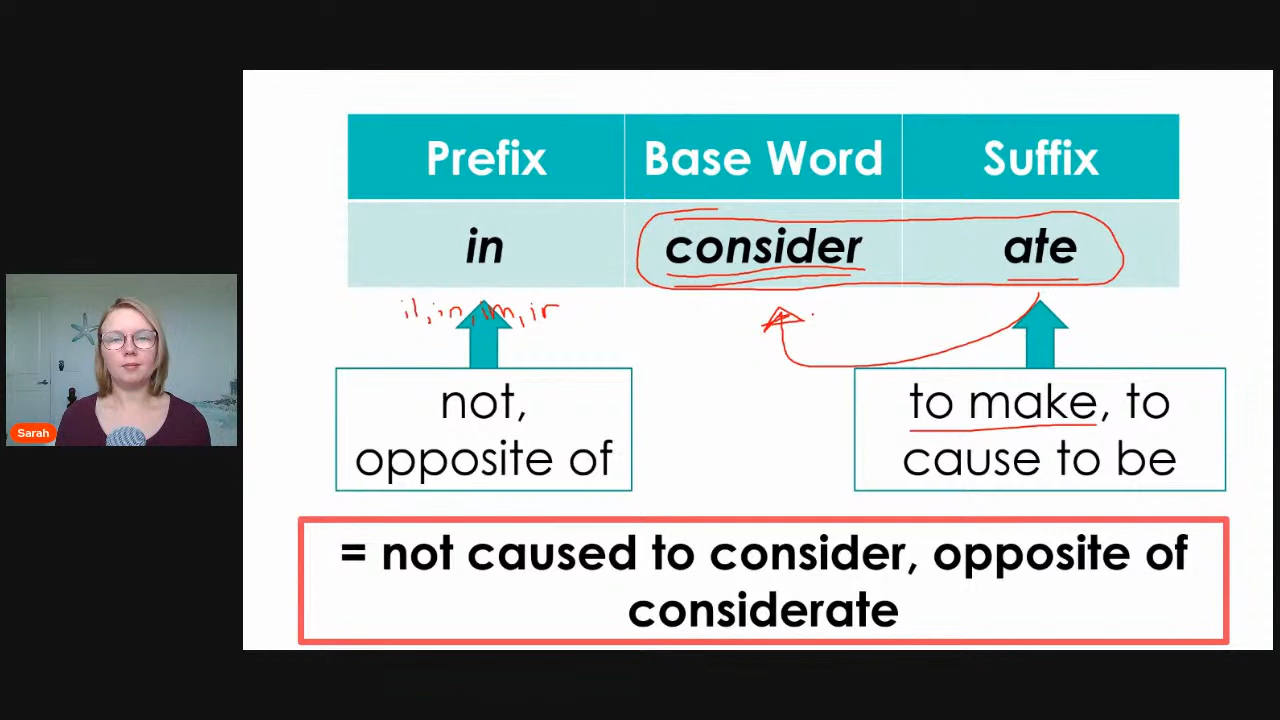 Prefix Base Word Suffix
in consider ate
il, in, im, ir
not,
opposite of
to make, to
cause to be
Sarah
= not caused to consider, opposite of
considerate